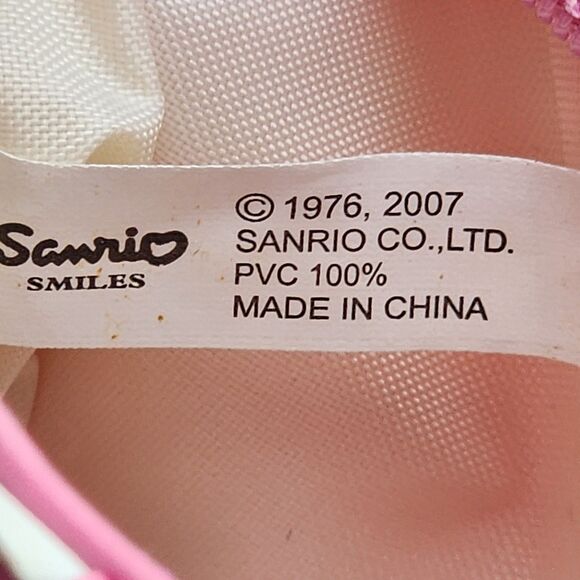 Sanrio
SMILES
© 1976, 2007
SANRIO CO.,LTD.
PVC 100%
MADE IN CHINA